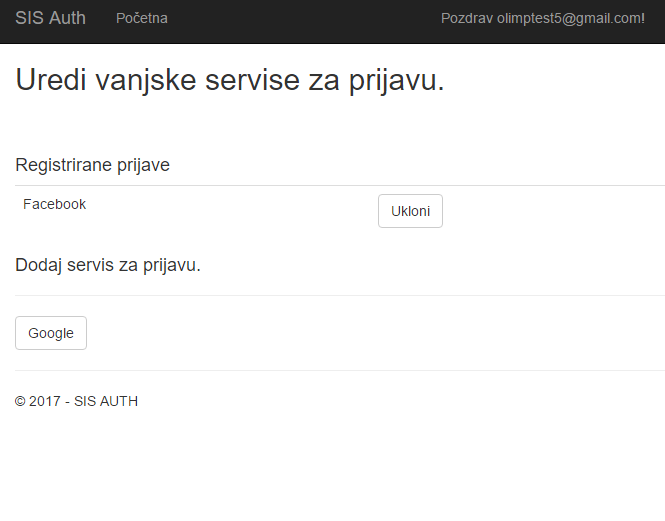 SIS Auth Početna Pozdrav olimptest5@gmail.com!
Uredi vanjske servise za prijavu.
Registrirane prijave
Facebook Ukloni
Dodaj servis za prijavu.
Google
© 2017 - SIS AUTH